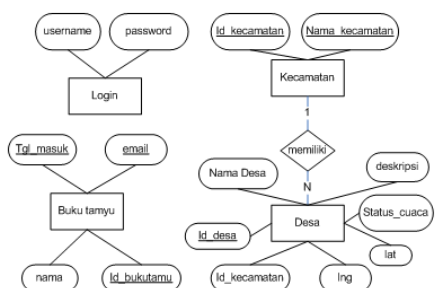 username
password
Id_kecamatan
Nama_kecamatan
Login
Kecamatan
1
memiliki
N
Tgl_masuk
email
Nama Desa
deskripsi
Buku tamyu
Id_desa
Desa
Status_cuaca
lat
nama
Id_bukutamu
Id_kecamatan
lng